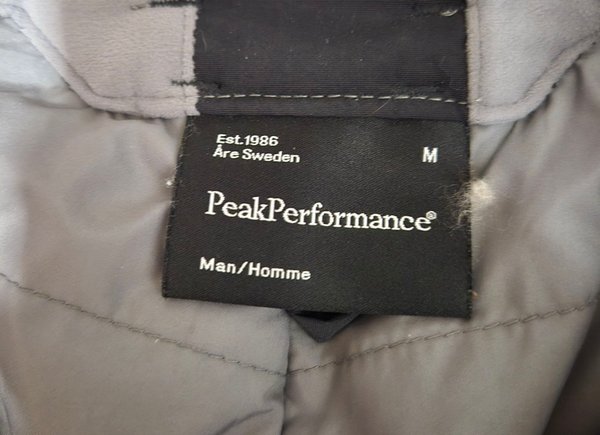 Est.1986
Åre Sweden
M
PeakPerformance®
Man/Homme